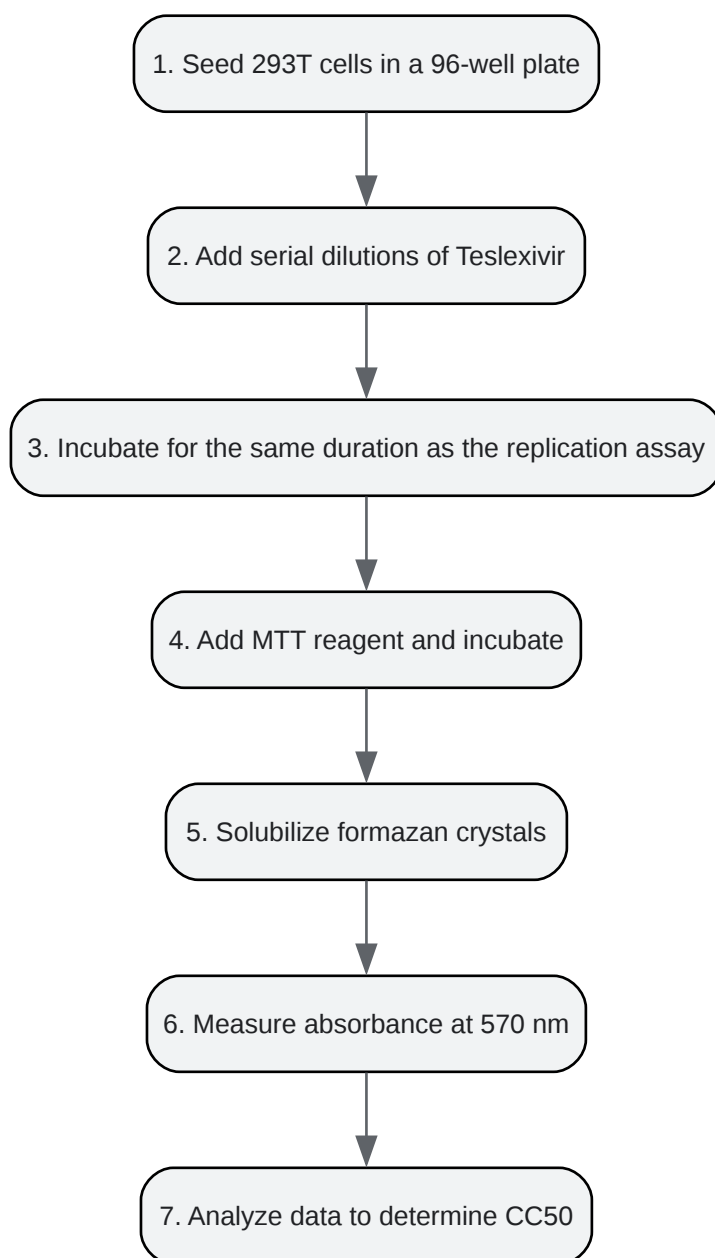 1. Seed 293T cells in a 96-well plate
2. Add serial dilutions of Teslexivir
3. Incubate for the same duration as the replication assay
4. Add MTT reagent and incubate
5. Solubilize formazan crystals
6. Measure absorbance at 570 nm
7. Analyze data to determine CC50